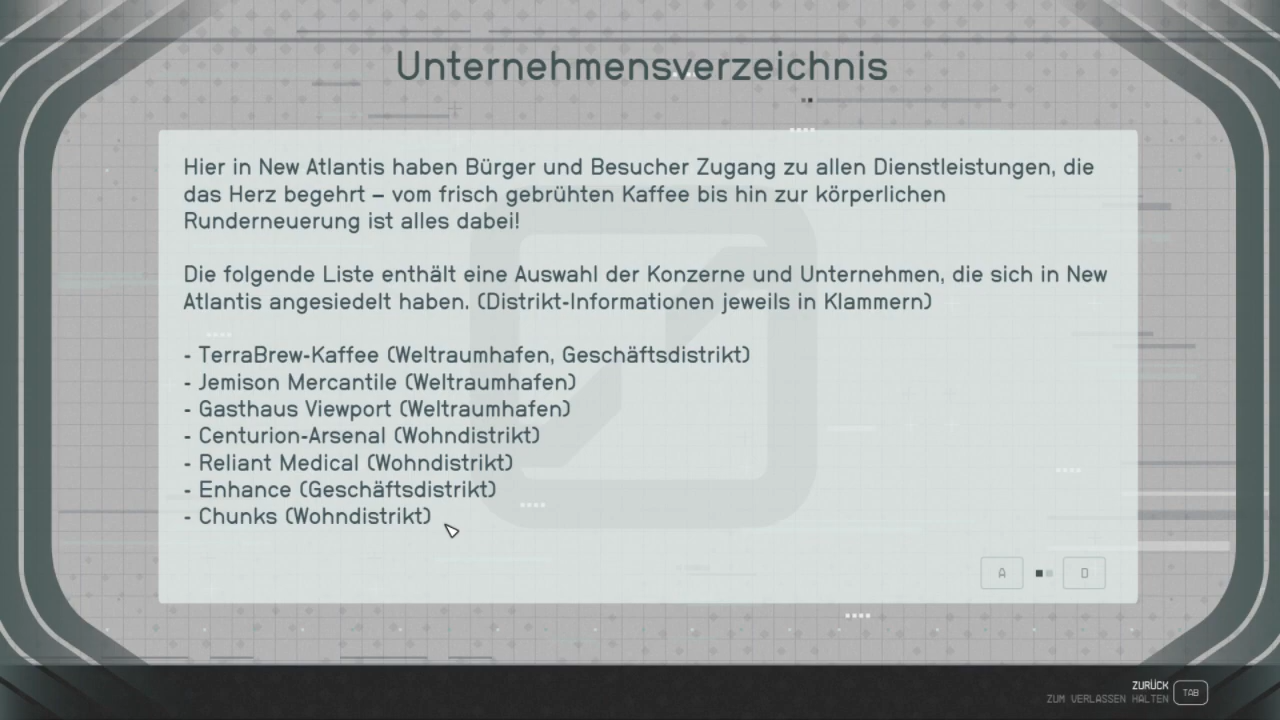 Unternehmensverzeichnis
Hier in New Atlantis haben Bürger und Besucher Zugang zu allen Dienstleistungen, die
das Herz begehrt – vom frisch gebrühten Kaffee bis hin zur körperlichen
Runderneuerung ist alles dabei!
Die folgende Liste enthält eine Auswahl der Konzerne und Unternehmen, die sich in New
Atlantis angesiedelt haben. (Distrikt-Informationen jeweils in Klammern)
- TerraBrew-Kaffee (Weltraumhafen, Geschäftsdistrikt)
- Jemison Mercantile (Weltraumhafen)
- Gasthaus Viewport (Weltraumhafen)
- Centurion-Arsenal (Wohndistrikt)
- Reliant Medical (Wohndistrikt)
- Enhance (Geschäftsdistrikt)
- Chunks (Wohndistrikt)
A D
ZURÜCK
ZUM VERLASSEN HALTEN TAB